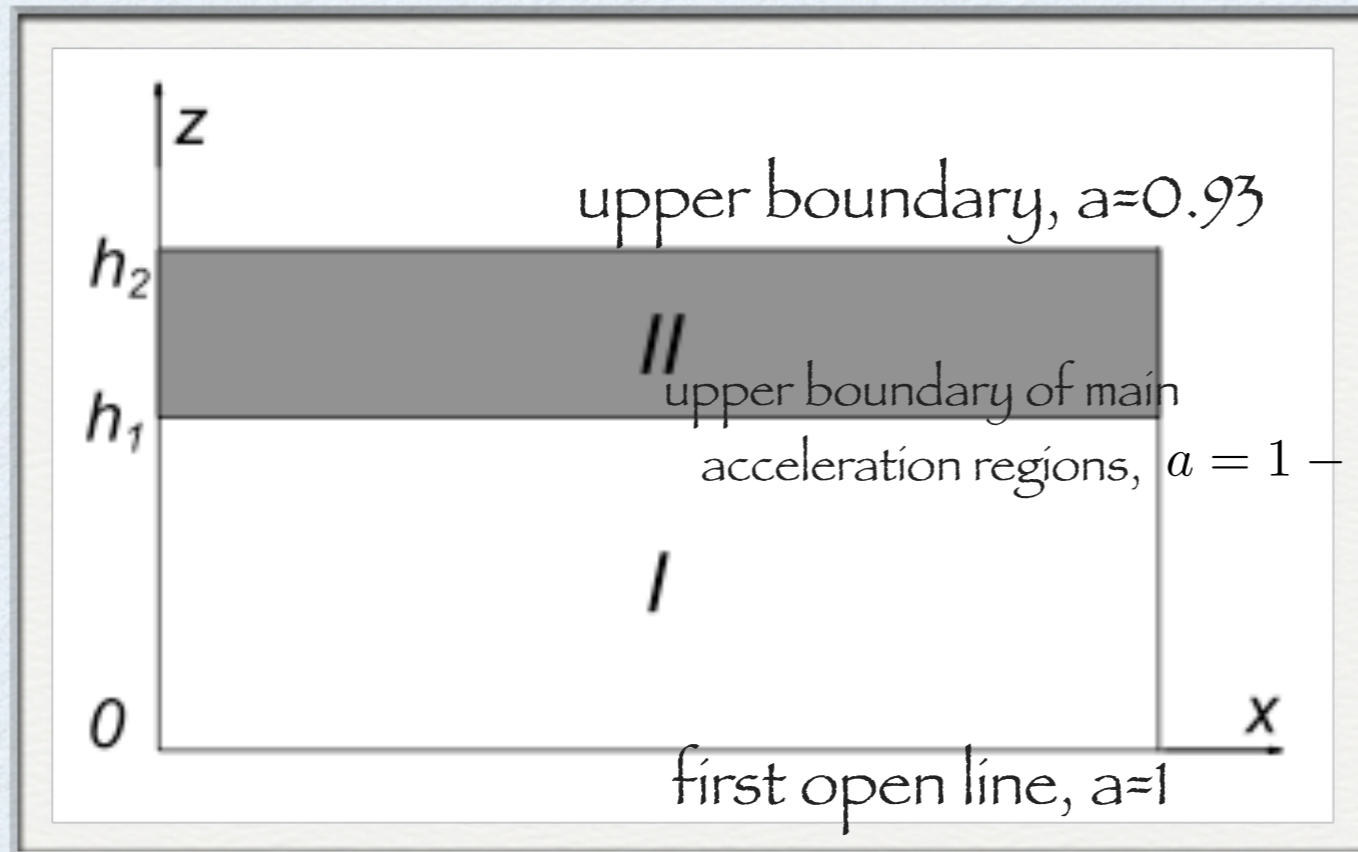 z
upper boundary, a=0.93
h₂
II
upper boundary of main
h₁
acceleration regions, a = 1 −
I
0
x
first open line, a=1